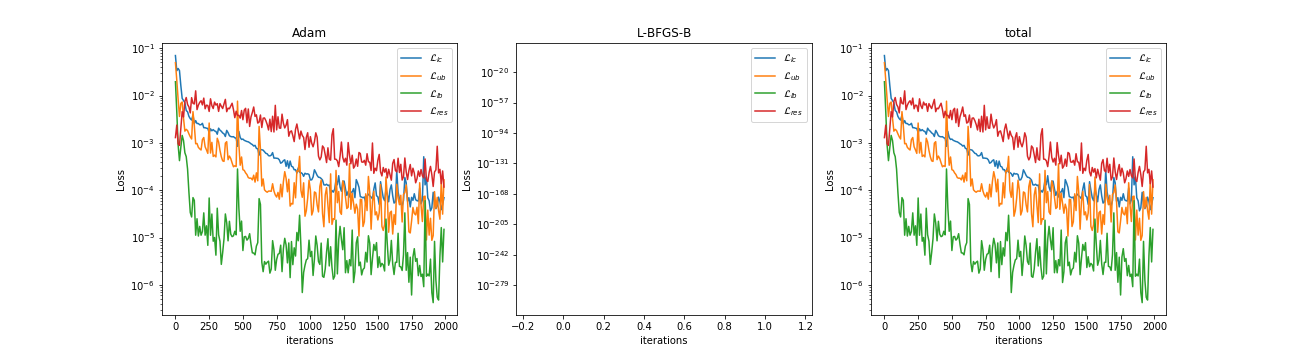 Adam
Loss
10⁻¹
10⁻²
10⁻³
10⁻⁴
10⁻⁵
10⁻⁶
0 250 500 750 1000 1250 1500 1750 2000
iterations
ℒ_ic
ℒ_ub
ℒ_lb
ℒ_res
L-BFGS-B
Loss
10⁻²⁰
10⁻⁵⁷
10⁻⁹⁴
10⁻¹³¹
10⁻¹⁶⁸
10⁻²⁰⁵
10⁻²⁴²
10⁻²⁷⁹
−0.2 0.0 0.2 0.4 0.6 0.8 1.0 1.2
iterations
ℒ_ic
ℒ_ub
ℒ_lb
ℒ_res
total
Loss
10⁻¹
10⁻²
10⁻³
10⁻⁴
10⁻⁵
10⁻⁶
0 250 500 750 1000 1250 1500 1750 2000
iterations
ℒ_ic
ℒ_ub
ℒ_lb
ℒ_res